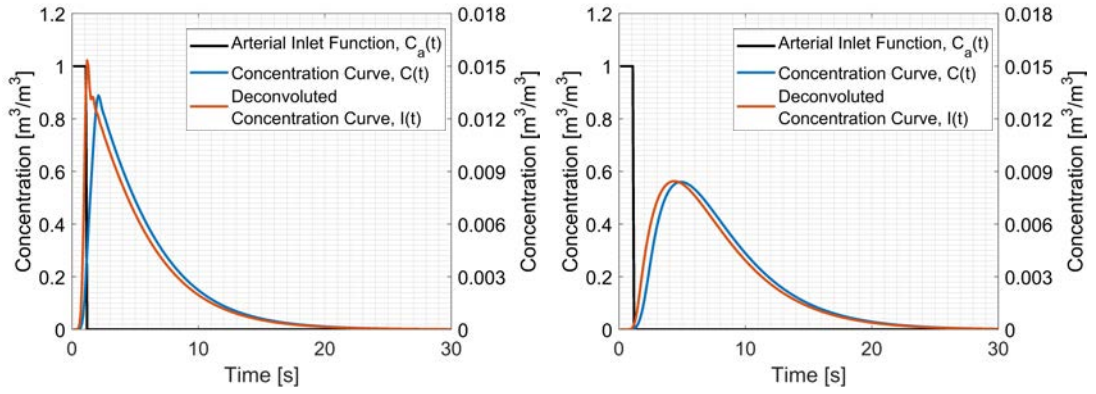 1.2
1
0.8
0.6
0.4
0.2
0
Concentration [m³/m³]
0.018
0.015
0.012
0.009
0.006
0.003
0
Concentration [m³/m³]
0
10
20
30
Time [s]
Arterial Inlet Function, Cₐ(t)
Concentration Curve, C(t)
Deconvoluted
Concentration Curve, I(t)
1.2
1
0.8
0.6
0.4
0.2
0
Concentration [m³/m³]
0.018
0.015
0.012
0.009
0.006
0.003
0
Concentration [m³/m³]
0
10
20
30
Time [s]
Arterial Inlet Function, Cₐ(t)
Concentration Curve, C(t)
Deconvoluted
Concentration Curve, I(t)